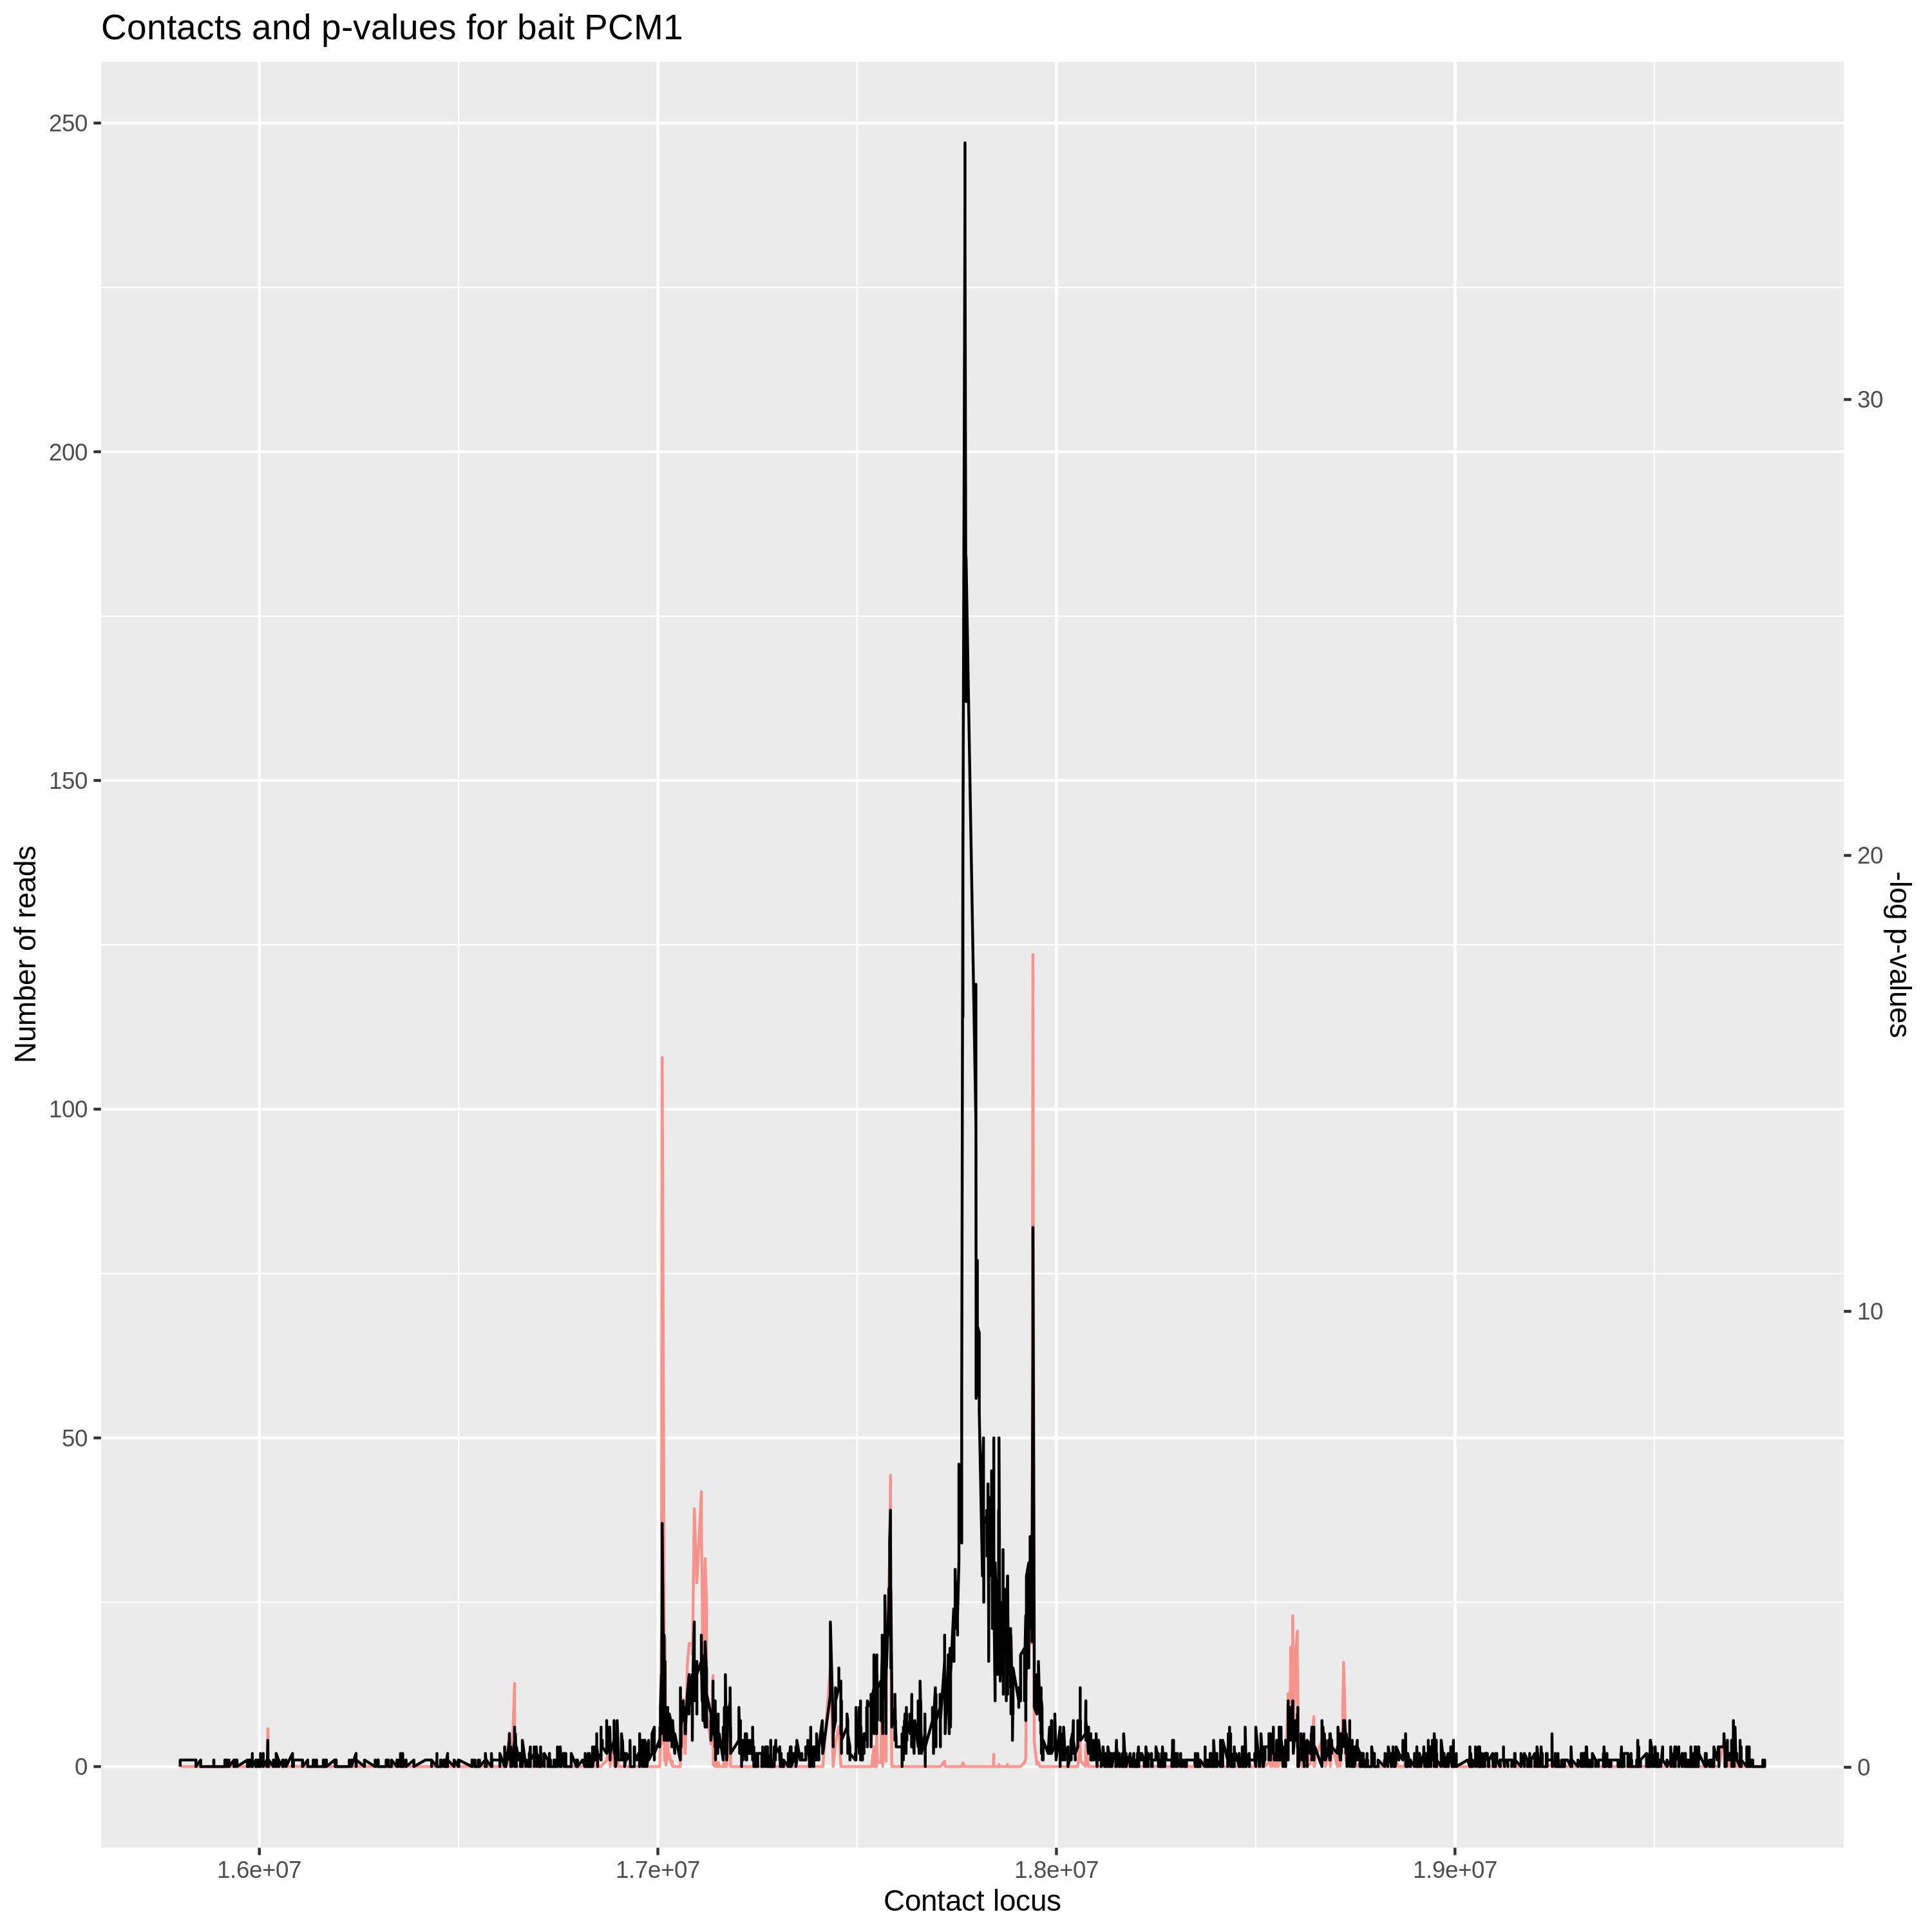 Contacts and p-values for bait PCM1
250
200
150
100
50
0
Number of reads
30
20
10
0
-log p-values
1.6e+07
1.7e+07
1.8e+07
1.9e+07
Contact locus